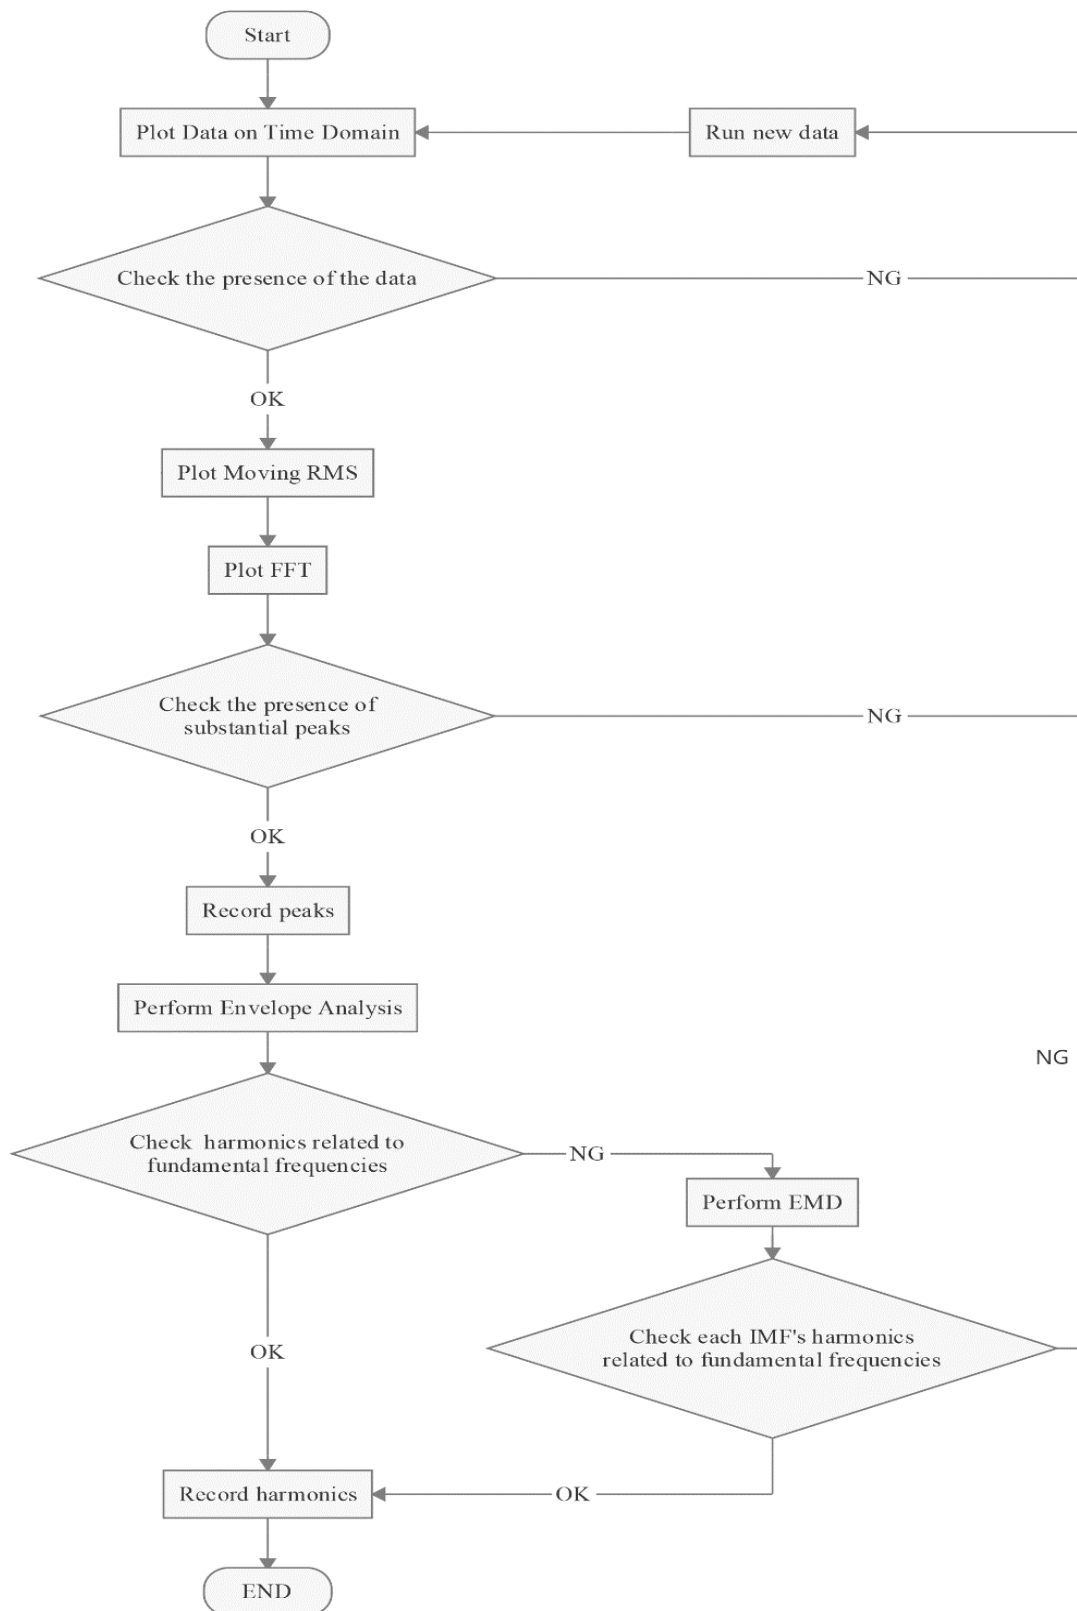 Start
Plot Data on Time Domain
Run new data
Check the presence of the data
NG
OK
Plot Moving RMS
Plot FFT
Check the presence of
substantial peaks
NG
OK
Record peaks
Perform Envelope Analysis
NG
Check harmonics related to
fundamental frequencies
NG
Perform EMD
Check each IMF's harmonics
related to fundamental frequencies
OK
Record harmonics
OK
END